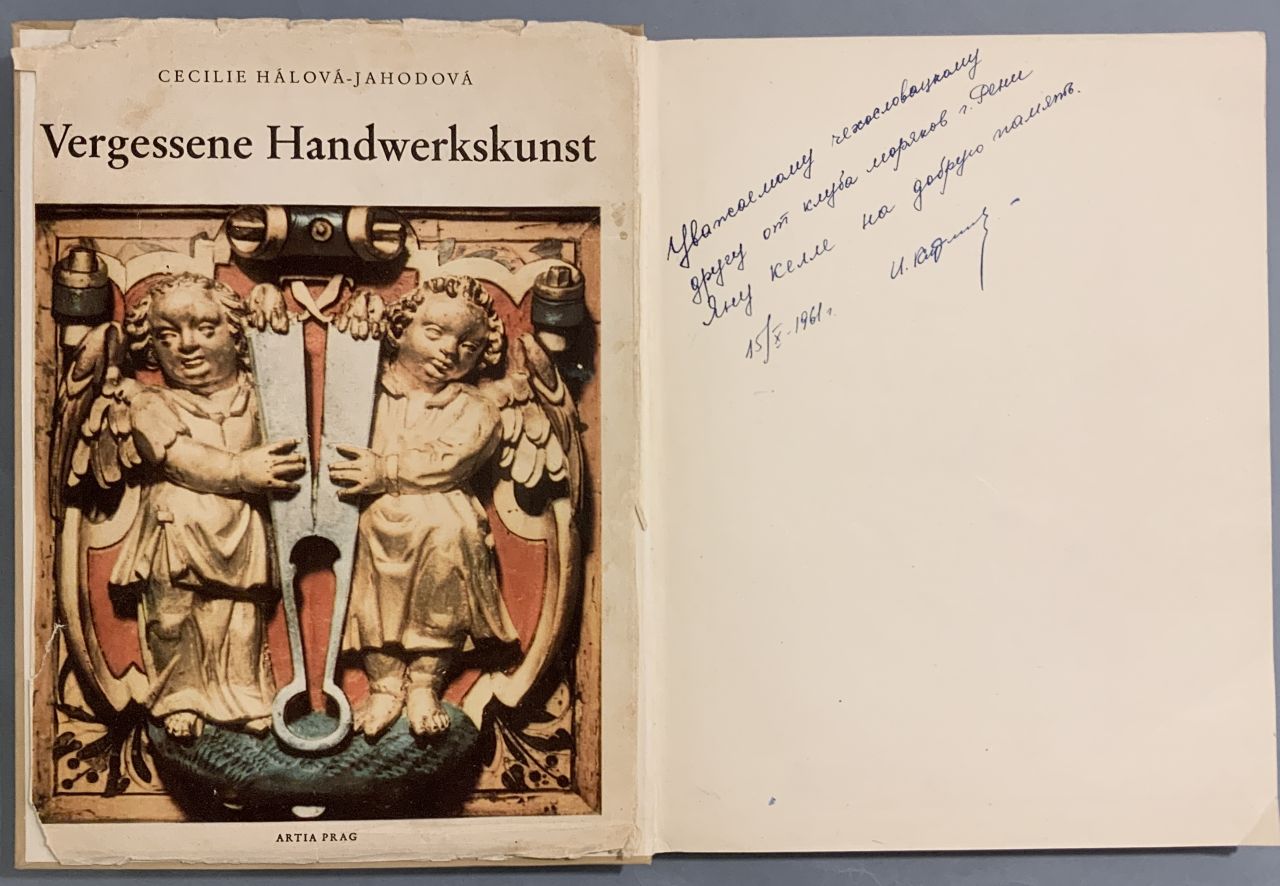 CECILIE HÁLOVÁ-JAHODOVÁ
Vergessene Handwerkskunst
ARTIA PRAG
Уважаемому чехословацкому
другу от клуба моряков г. Рени
Яну Келле на добрую память.
И.
15/X-1961 г.